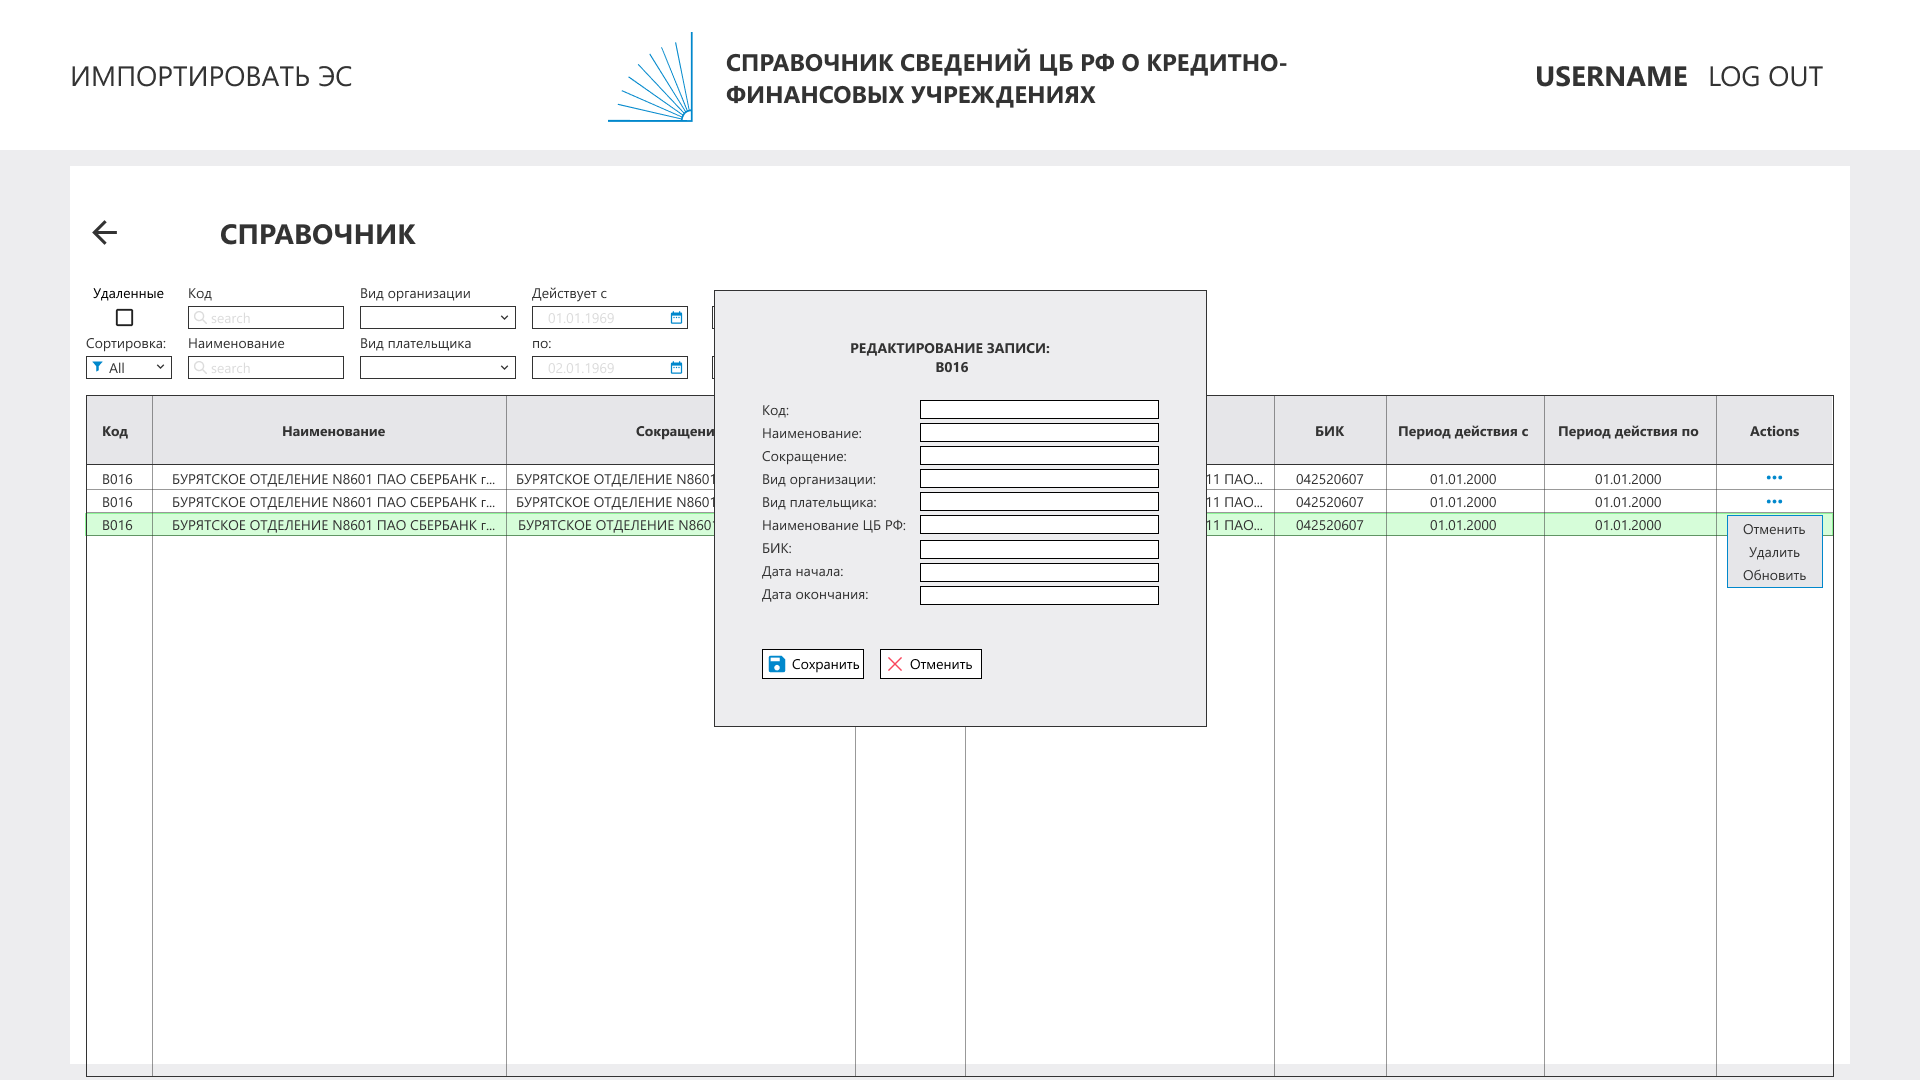 ИМПОРТИРОВАТЬ ЭС
СПРАВОЧНИК СВЕДЕНИЙ ЦБ РФ О КРЕДИТНО-
ФИНАНСОВЫХ УЧРЕЖДЕНИЯХ
USERNAME LOG OUT
СПРАВОЧНИК
Удаленные Код Вид организации Действует с
search 01.01.1969
Сортировка: Наименование Вид плательщика по:
All search 02.01.1969
РЕДАКТИРОВАНИЕ ЗАПИСИ:
B016
Код:
Наименование:
Сокращение:
Вид организации:
Вид плательщика:
Наименование ЦБ РФ:
БИК:
Дата начала:
Дата окончания:
Сохранить Отменить
Код Наименование Сокращени БИК Период действия с Период действия по Actions
B016 БУРЯТСКОЕ ОТДЕЛЕНИЕ N8601 ПАО СБЕРБАНК г... БУРЯТСКОЕ ОТДЕЛЕНИЕ N8601 11 ПАО... 042520607 01.01.2000 01.01.2000 ...
B016 БУРЯТСКОЕ ОТДЕЛЕНИЕ N8601 ПАО СБЕРБАНК г... БУРЯТСКОЕ ОТДЕЛЕНИЕ N8601 11 ПАО... 042520607 01.01.2000 01.01.2000 ...
B016 БУРЯТСКОЕ ОТДЕЛЕНИЕ N8601 ПАО СБЕРБАНК г... БУРЯТСКОЕ ОТДЕЛЕНИЕ N8601 11 ПАО... 042520607 01.01.2000 01.01.2000
Отменить
Удалить
Обновить